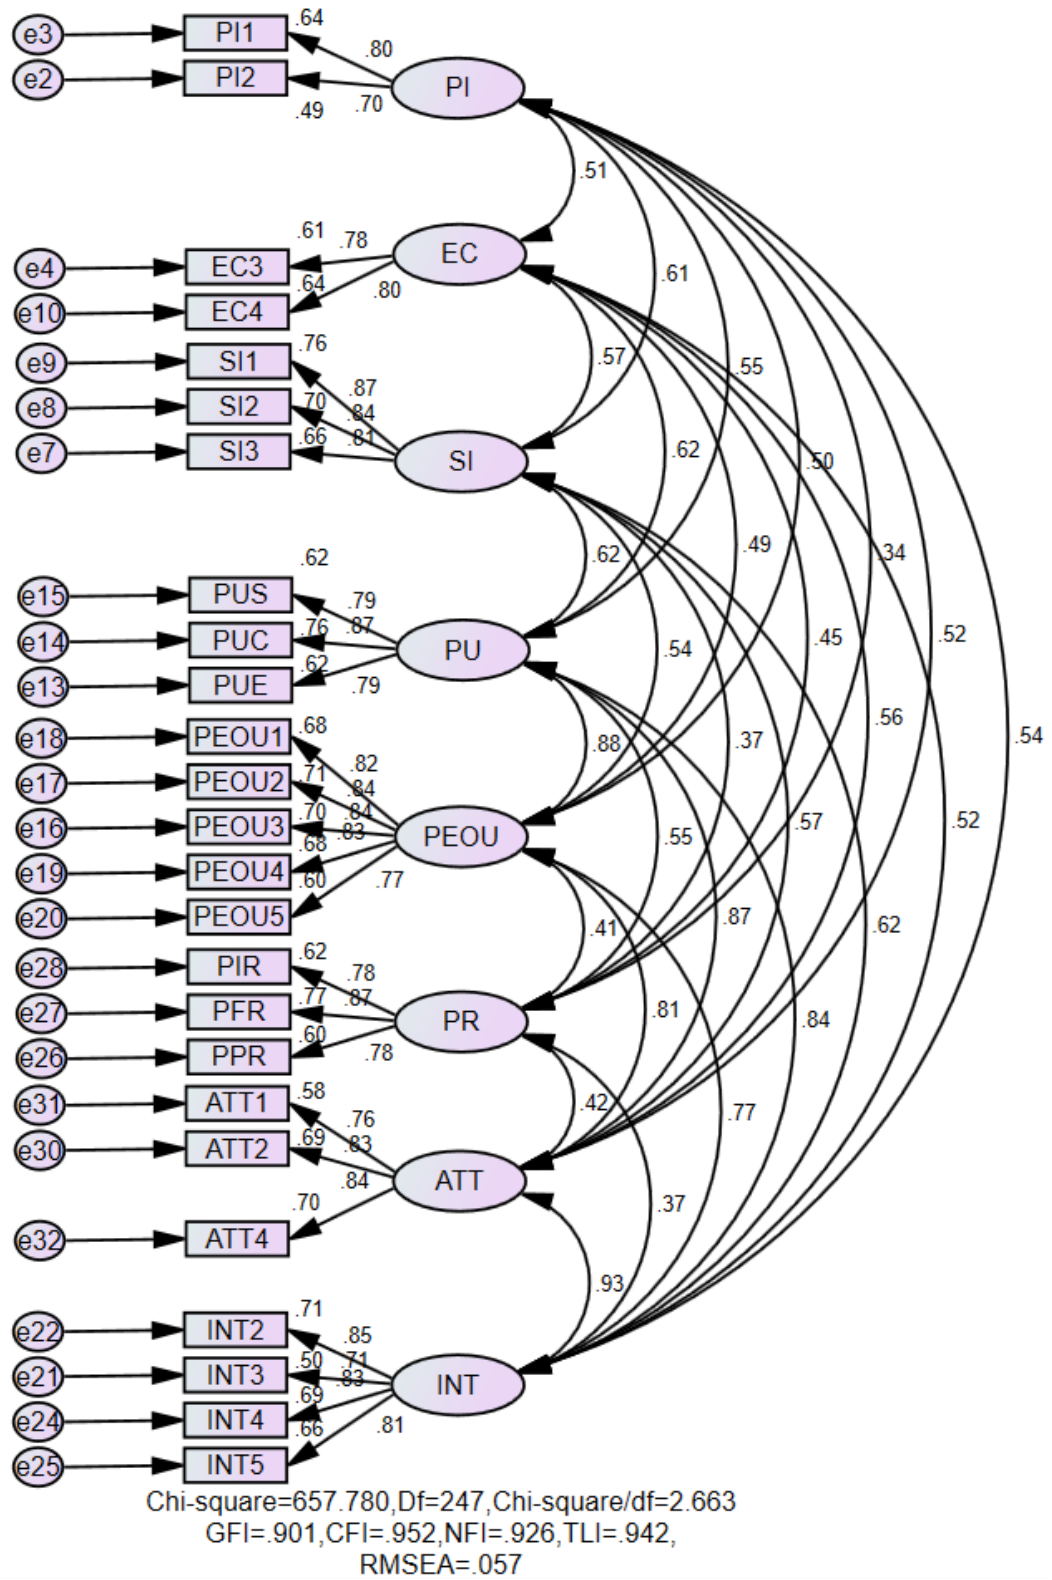 .64
e3 PI1 .80
e2 PI2 PI
.49 .70
.51
.61 .78 EC
e4 EC3 .61
.64 .80
e10 EC4
.76 .57
e9 SI1 .55
.87
e8 SI2 .70 .84
.66 .81 .62 .50
e7 SI3 SI
.49
.62 .62 .34
e15 PUS .79
.76 .87 .52
e14 PUC PU .54 .45
.62
e13 PUE .79
.68 .56
e18 PEOU1 .88 .37 .54
.82
e17 PEOU2 .71 .84
.70 .84
e16 PEOU3 .83 PEOU .55 .57 .52
.68
e19 PEOU4 .77
.60
e20 PEOU5 .41 .87 .62
.62
e28 PIR .78
.77 .87
e27 PFR PR .81 .84
.60
e26 PPR .78
.58
e31 ATT1 .76 .42 .77
.69 .83
e30 ATT2
.84 ATT
.70 .37
e32 ATT4
.93
.71
e22 INT2 .85
.50 .71
e21 INT3 .83 INT
.69
e24 INT4 .81
.66
e25 INT5
Chi-square=657.780,Df=247,Chi-square/df=2.663
GFI=.901,CFI=.952,NFI=.926,TLI=.942,
RMSEA=.057